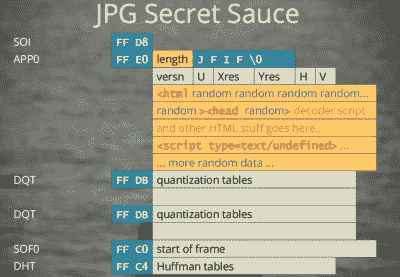 JPG Secret Sauce
SOI FF D8
APP0 FF E0 length J F I F \0
versn U Xres Yres H V
<html random random random random...
random ><head random> decoder script
and other HTML stuff goes here...
<script type=text/undefined> ...
... more random data ...
DQT FF DB quantization tables
DQT FF DB quantization tables
SOF0 FF C0 start of frame
DHT FF C4 Huffman tables